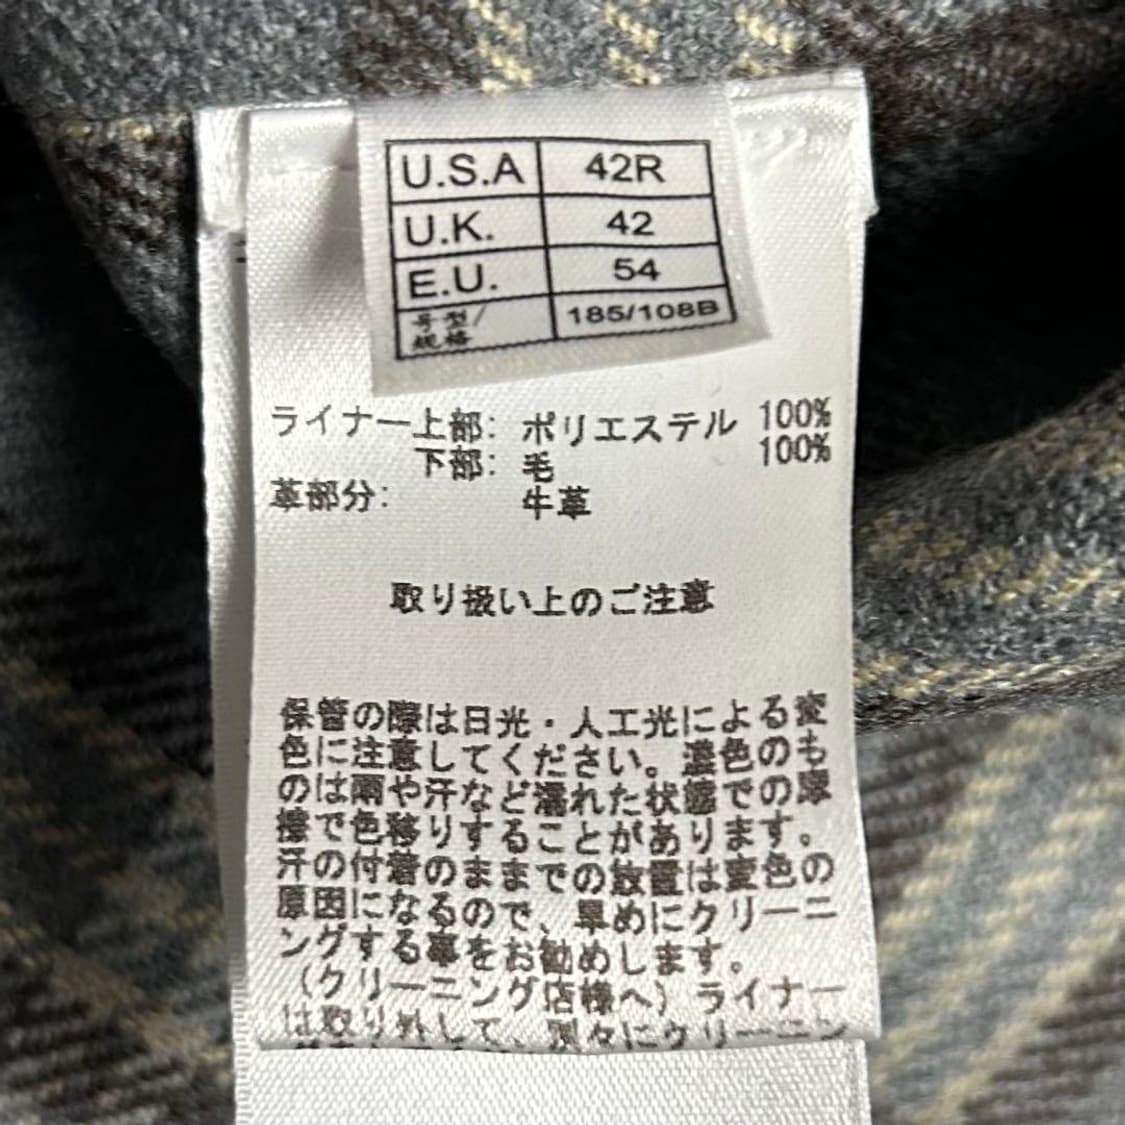 U.S.A 42R
U.K. 42
E.U. 54
号型/ 185/108B
规格
ライナー上部: ポリエステル 100%
下部: 毛 100%
革部分: 牛革
取り扱い上のご注意
保管の際は日光・人工光による変
色に注意してください。濃色のも
のは雨や汗など濡れた状態での摩
擦で色移りすることがあります。
汗の付着のままでの放置は変色の
原因になるので、早めにクリーニ
ングする事をお勧めします。
(クリーニング店様へ) ライナー
は取り外して、別々にクリーニン